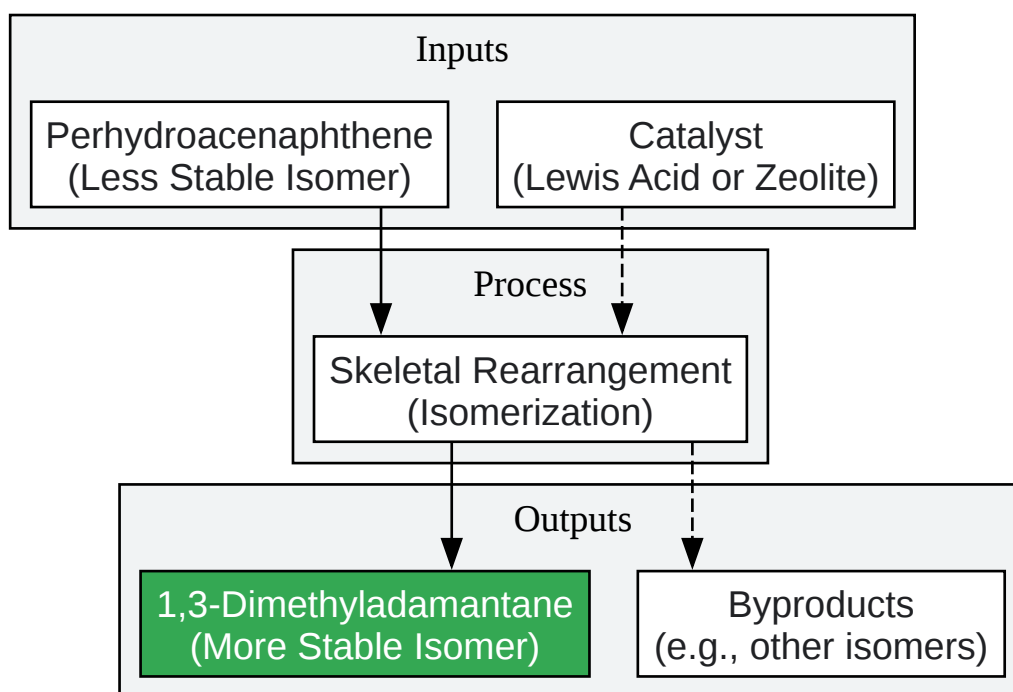 Inputs
Perhydroacenaphthene
(Less Stable Isomer)
Catalyst
(Lewis Acid or Zeolite)
Process
Skeletal Rearrangement
(Isomerization)
Outputs
1,3-Dimethyladamantane
(More Stable Isomer)
Byproducts
(e.g., other isomers)